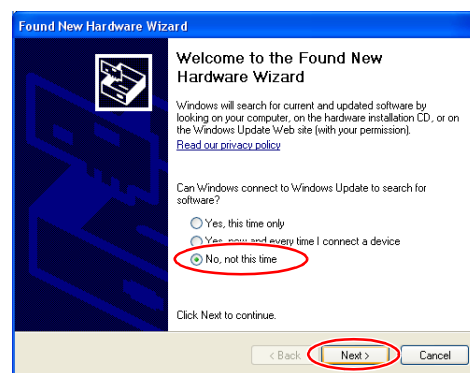 Found New Hardware Wizard
Welcome to the Found New
Hardware Wizard
Windows will search for current and updated software by
looking on your computer, on the hardware installation CD, or on
the Windows Update Web site (with your permission).
Read our privacy policy
Can Windows connect to Windows Update to search for
software?
Yes, this time only
Yes, now and every time I connect a device
No, not this time
Click Next to continue.
< Back
Next >
Cancel